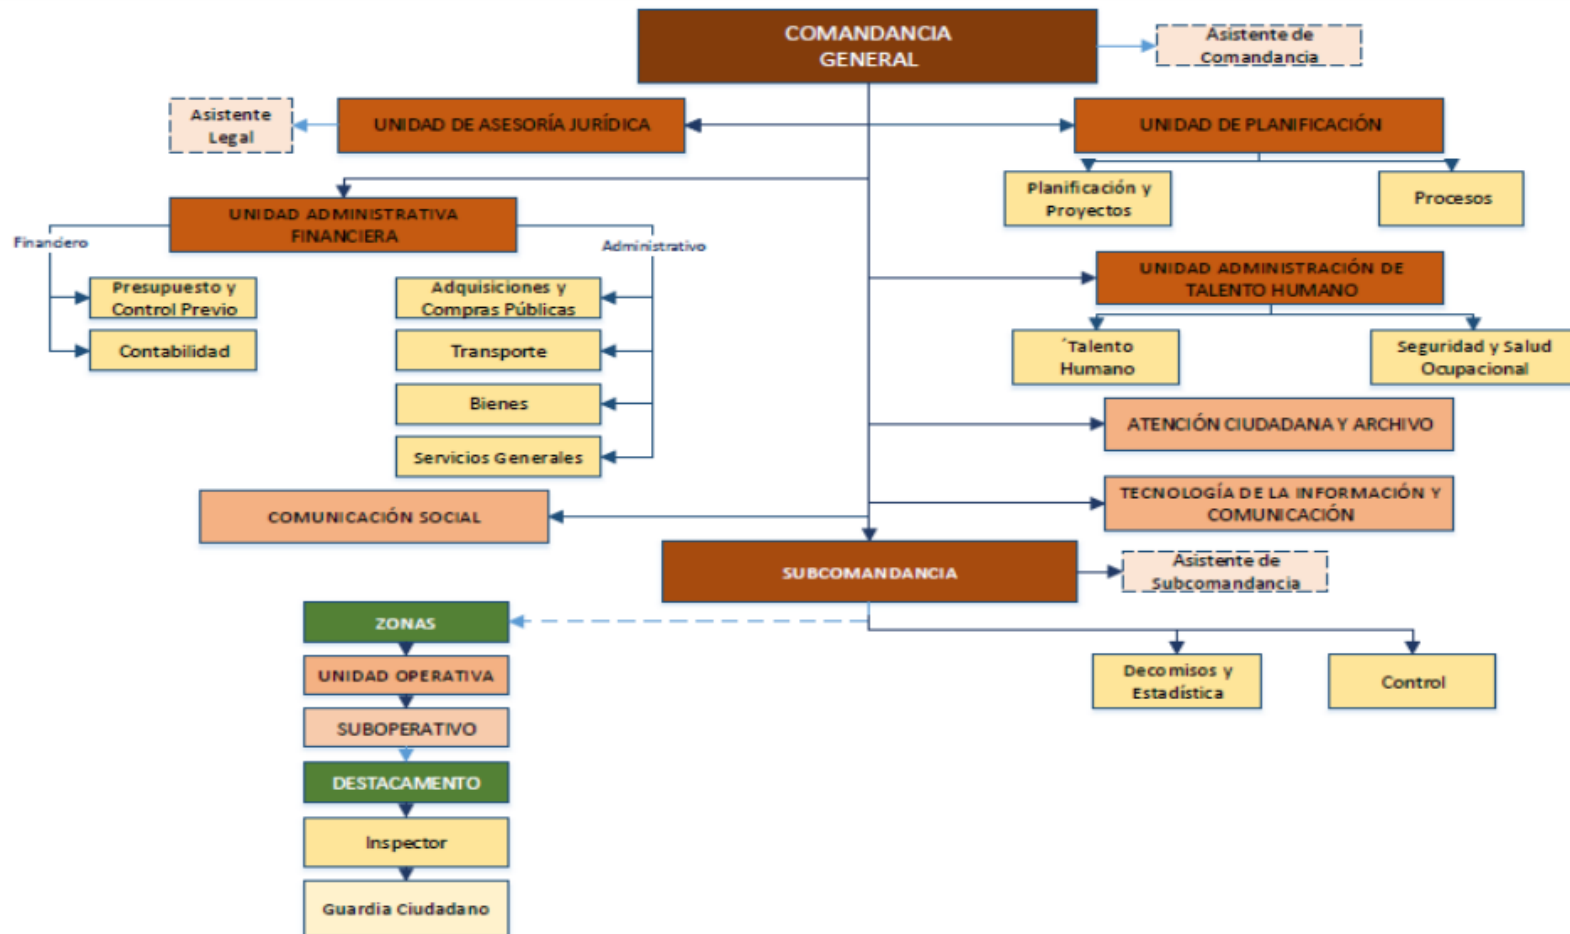 COMANDANCIA
GENERAL
Asistente de
Comandancia
Asistente
Legal
UNIDAD DE ASESORÍA JURÍDICA
UNIDAD DE PLANIFICACIÓN
Planificación y
Proyectos
Procesos
UNIDAD ADMINISTRATIVA
FINANCIERA
Financiero
Administrativo
Presupuesto y
Control Previo
Contabilidad
Adquisiciones y
Compras Públicas
Transporte
Bienes
Servicios Generales
UNIDAD ADMINISTRACIÓN DE
TALENTO HUMANO
´Talento
Humano
Seguridad y Salud
Ocupacional
ATENCIÓN CIUDADANA Y ARCHIVO
TECNOLOGÍA DE LA INFORMACIÓN Y
COMUNICACIÓN
COMUNICACIÓN SOCIAL
SUBCOMANDANCIA
Asistente de
Subcomandancia
ZONAS
UNIDAD OPERATIVA
SUBOPERATIVO
DESTACAMENTO
Inspector
Guardia Ciudadano
Decomisos y
Estadística
Control